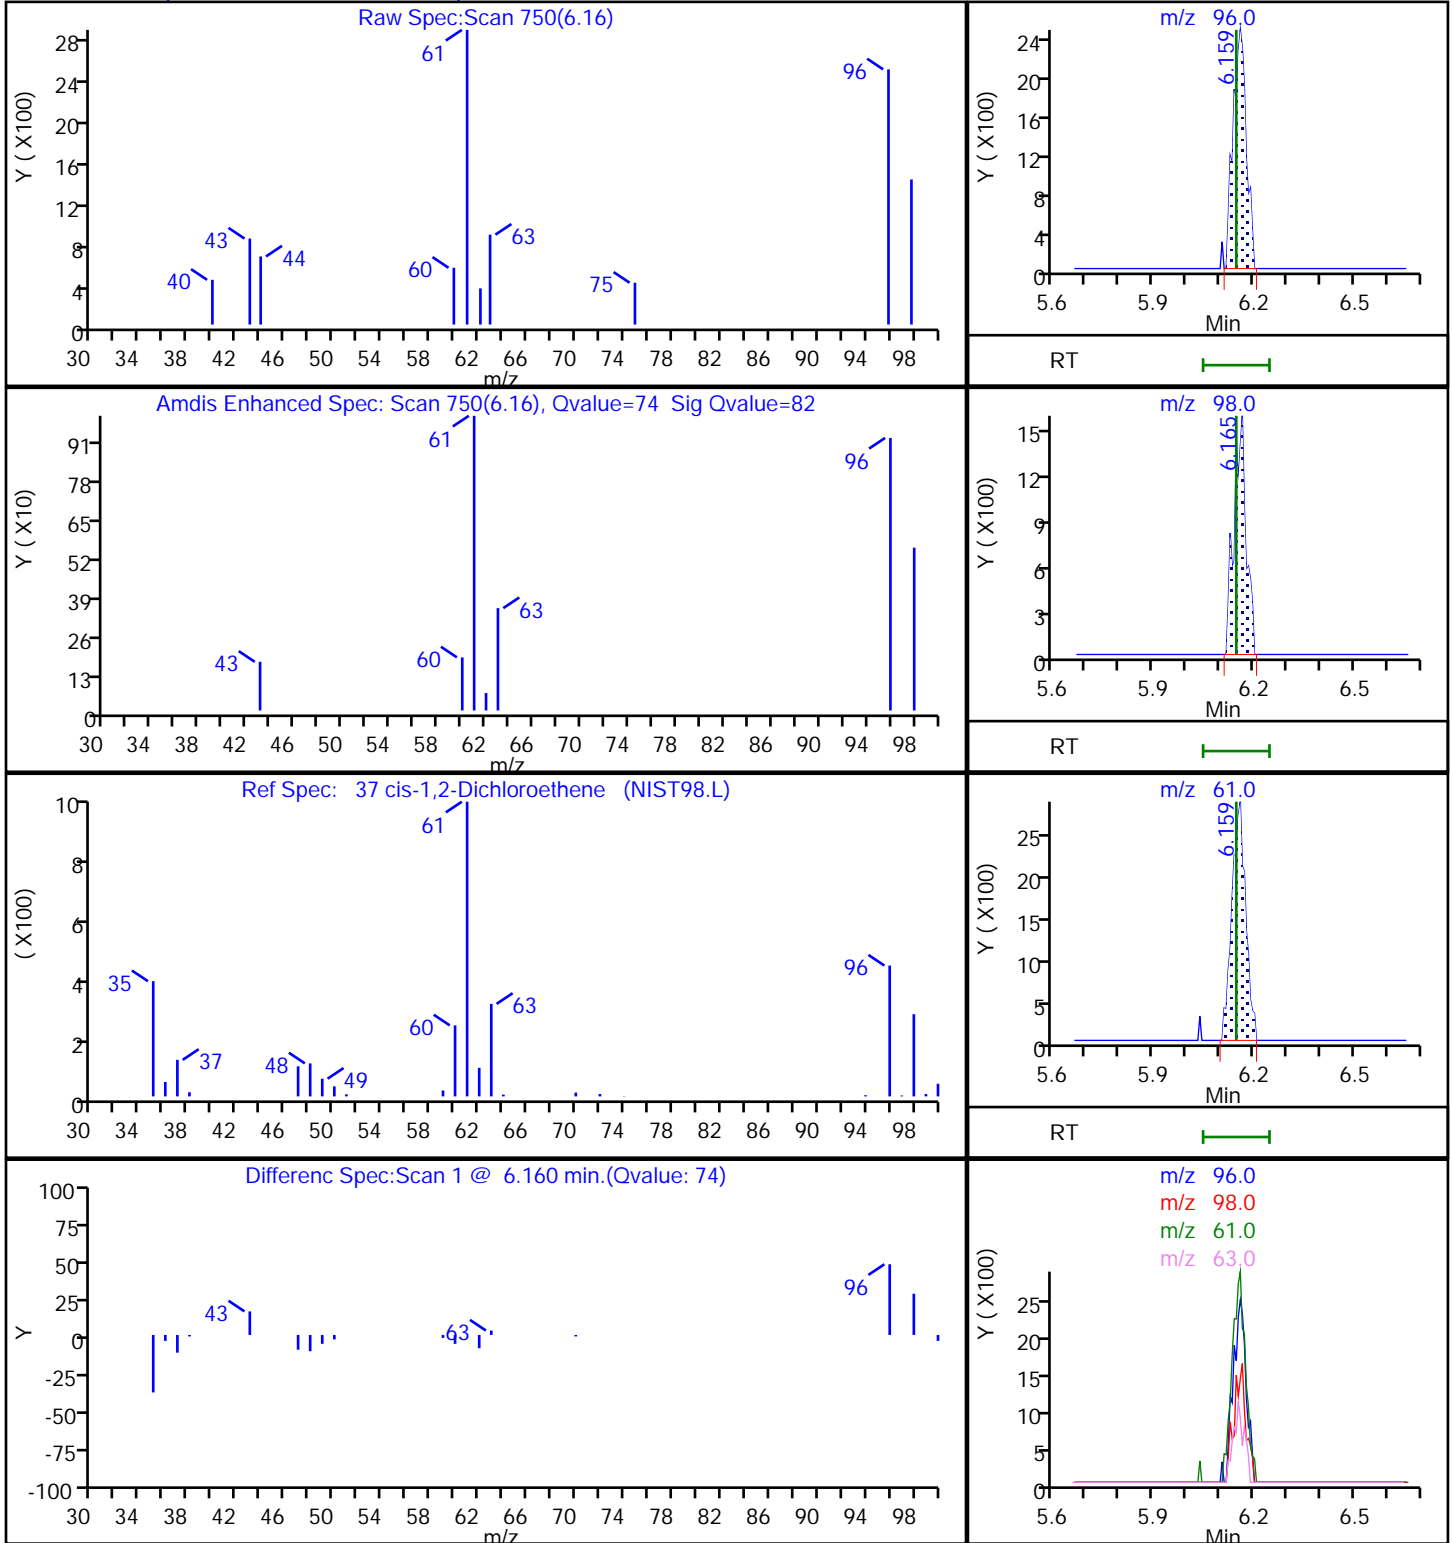 Raw Spec:Scan 750(6.16)
Y ( X100)
28
24
20
16
12
8
4
0
61
96
43
44
40
60
63
75
30 34 38 42 46 50 54 58 62 66 70 74 78 82 86 90 94 98
m/z
m/z 96.0
Y ( X100)
24
20
16
12
8
4
0
6.159
5.6 5.9 6.2 6.5
Min
RT
Amdis Enhanced Spec: Scan 750(6.16), Qvalue=74 Sig Qvalue=82
Y ( X10)
91
78
65
52
39
26
13
0
61
96
63
60
43
30 34 38 42 46 50 54 58 62 66 70 74 78 82 86 90 94 98
m/z
m/z 98.0
Y ( X100)
15
12
9
6
3
0
6.165
5.6 5.9 6.2 6.5
Min
RT
Ref Spec: 37 cis-1,2-Dichloroethene (NIST98.L)
( X100)
10
8
6
4
2
0
61
96
35
63
60
37
48
49
30 34 38 42 46 50 54 58 62 66 70 74 78 82 86 90 94 98
m/z
m/z 61.0
Y ( X100)
25
20
15
10
5
0
6.159
5.6 5.9 6.2 6.5
Min
RT
Differenc Spec:Scan 1 @ 6.160 min.(Qvalue: 74)
Y
100
75
50
25
0
-25
-50
-75
-100
96
43
63
30 34 38 42 46 50 54 58 62 66 70 74 78 82 86 90 94 98
m/z
m/z 96.0
m/z 98.0
m/z 61.0
m/z 63.0
Y ( X100)
25
20
15
10
5
0
5.6 5.9 6.2 6.5
Min